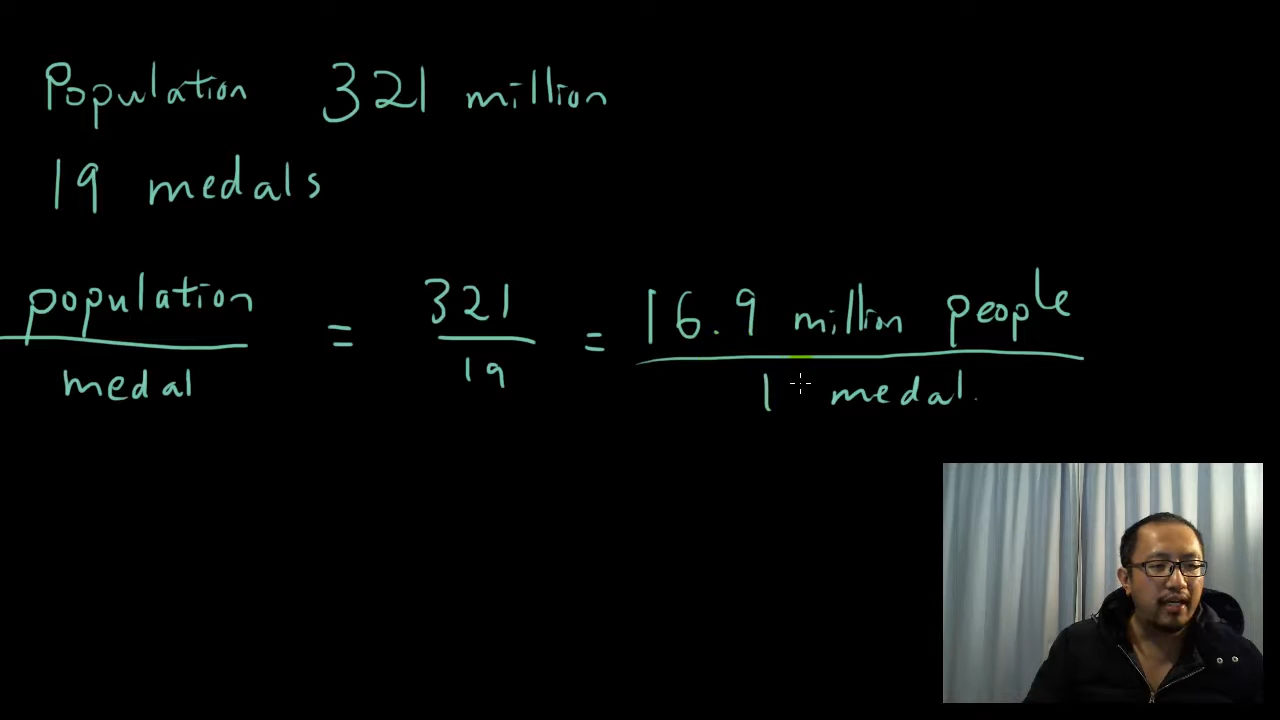 Population 321 million
19 medals
population
medal
=
321
19
=
16.9 million people
1 medal.